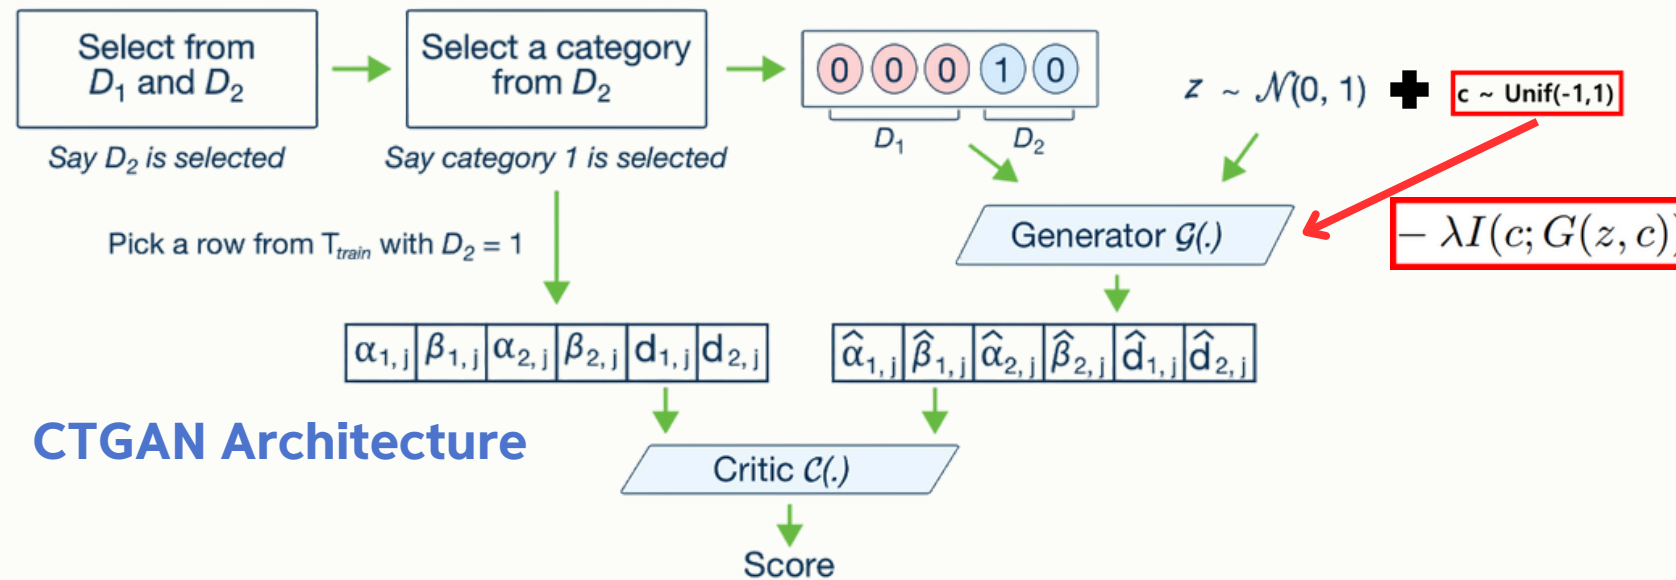 Select from
D₁ and D₂
Say D₂ is selected
Select a category
from D₂
Say category 1 is selected
0 0 0 1 0
D₁ D₂
z ~ 𝒩(0, 1)
c ~ Unif(-1,1)
Pick a row from T_train with D₂ = 1
Generator 𝒢(.)
− λI(c; G(z, c))
α₁,ⱼ β₁,ⱼ α₂,ⱼ β₂,ⱼ d₁,ⱼ d₂,ⱼ
α̂₁,ⱼ β̂₁,ⱼ α̂₂,ⱼ β̂₂,ⱼ d̂₁,ⱼ d̂₂,ⱼ
CTGAN Architecture
Critic 𝒞(.)
Score